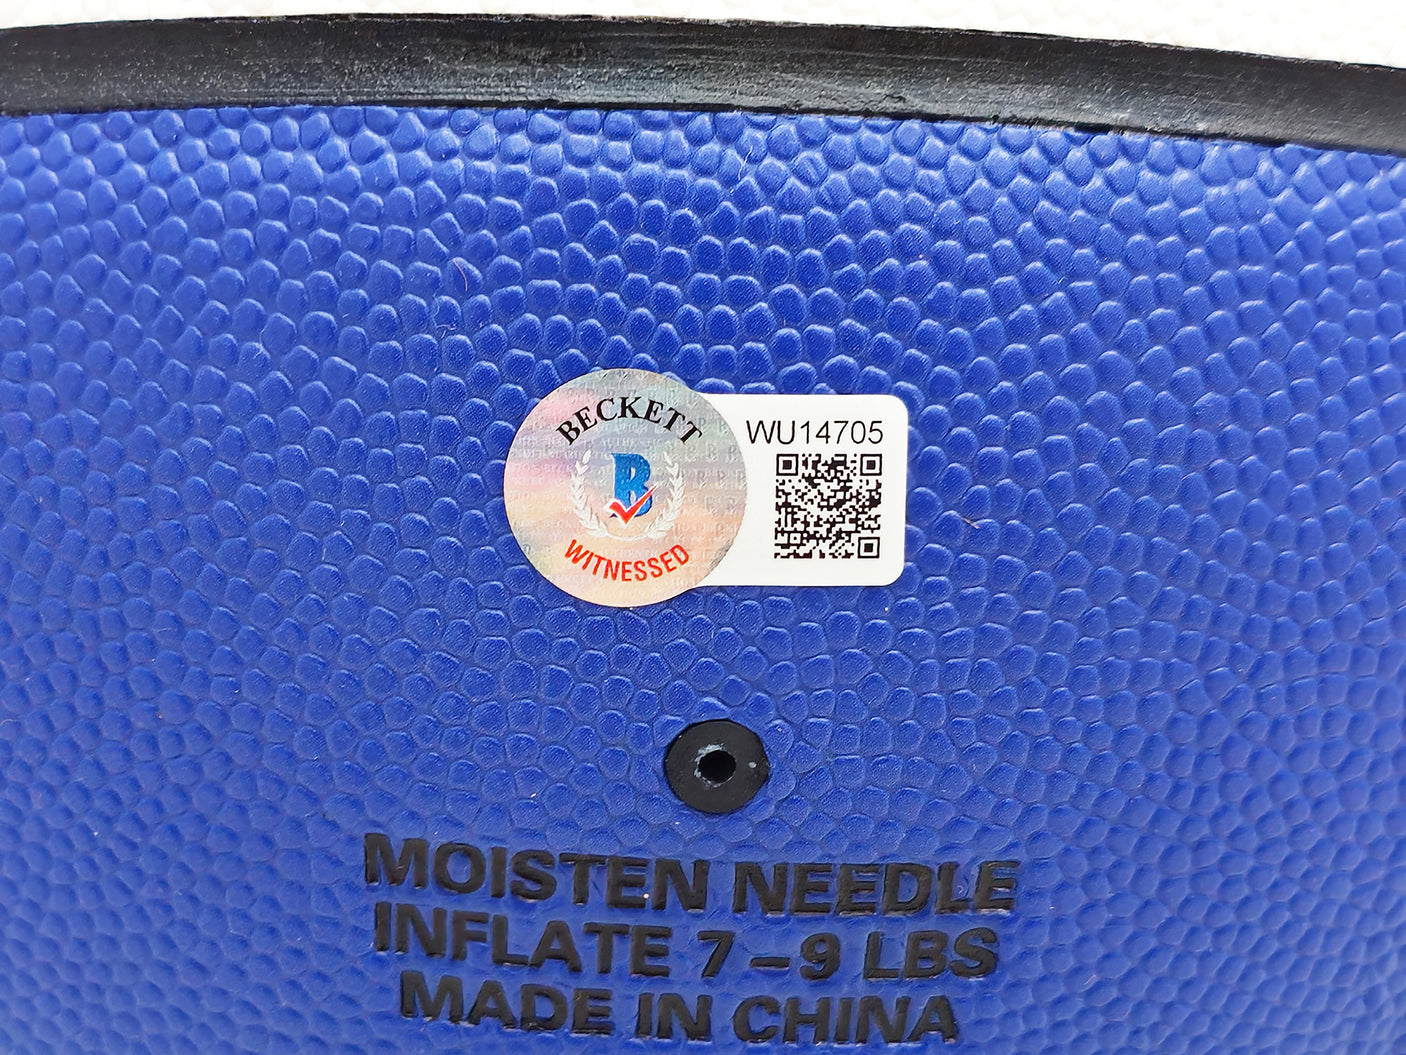 BECKETT
B
WITNESSED
WU14705
MOISTEN NEEDLE
INFLATE 7-9 LBS
MADE IN CHINA